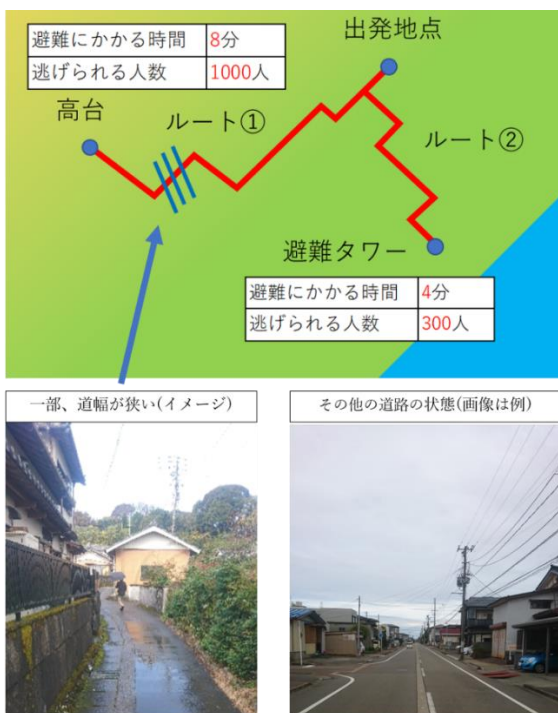 避難にかかる時間 8分
逃げられる人数 1000人
出発地点
高台
ルート①
ルート②
避難タワー
避難にかかる時間 4分
逃げられる人数 300人
一部、道幅が狭い(イメージ)
その他の道路の状態(画像は例)